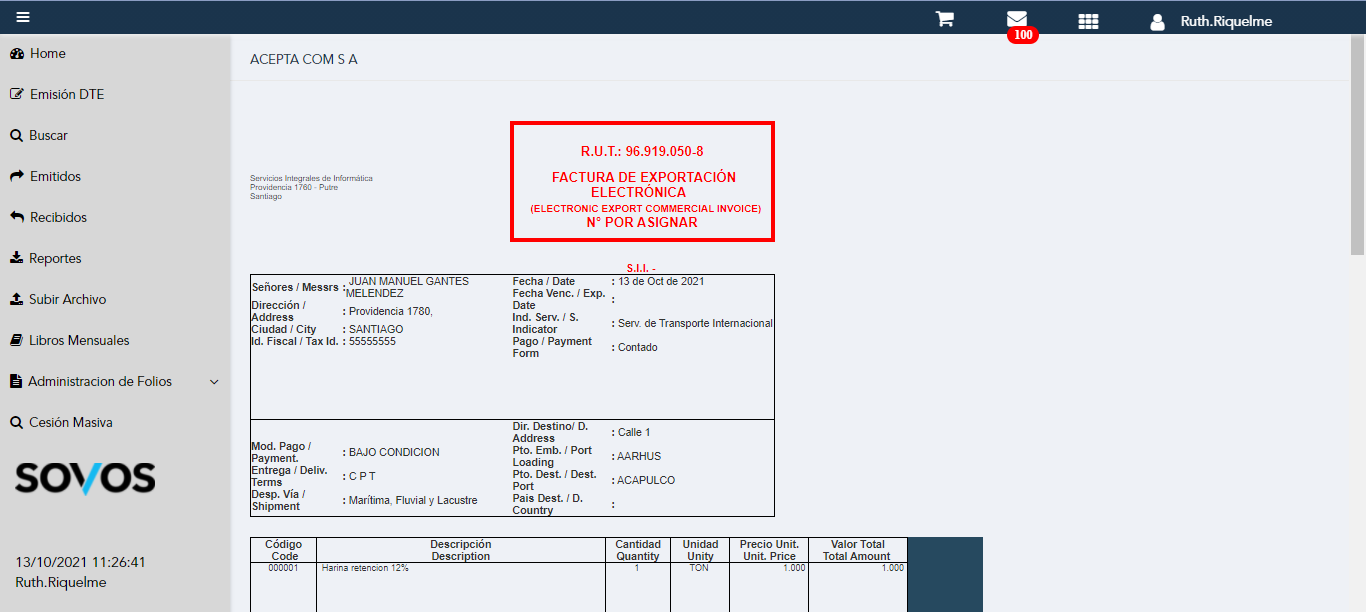 Ruth.Riquelme
100
Home
Emisión DTE
Buscar
Emitidos
Recibidos
Reportes
Subir Archivo
Libros Mensuales
Administracion de Folios
Cesión Masiva
SOVOS
13/10/2021 11:26:41
Ruth.Riquelme
ACEPTA COM S A
Servicios Integrales de Informática
Providencia 1760 - Putre
Santiago
R.U.T.: 96.919.050-8
FACTURA DE EXPORTACIÓN
ELECTRÓNICA
(ELECTRONIC EXPORT COMMERCIAL INVOICE)
N° POR ASIGNAR
S.I.I. -
Señores / Messrs : JUAN MANUEL GANTES
MELENDEZ
Dirección /
Address : Providencia 1780,
Ciudad / City : SANTIAGO
Id. Fiscal / Tax Id. : 55555555
Fecha / Date : 13 de Oct de 2021
Fecha Venc. / Exp.
Date :
Ind. Serv. / S.
Indicator : Serv. de Transporte Internacional
Pago / Payment
Form : Contado
Mod. Pago /
Payment. : BAJO CONDICION
Entrega / Deliv.
Terms : C P T
Desp. Vía /
Shipment : Marítima, Fluvial y Lacustre
Dir. Destino/ D.
Address : Calle 1
Pto. Emb. / Port
Loading : AARHUS
Pto. Dest. / Dest.
Port : ACAPULCO
Pais Dest. / D.
Country :
Código Descripción Cantidad Unidad Precio Unit. Valor Total
Code Description Quantity Unity Unit. Price Total Amount
000001 Harina retencion 12% 1 TON 1.000 1.000